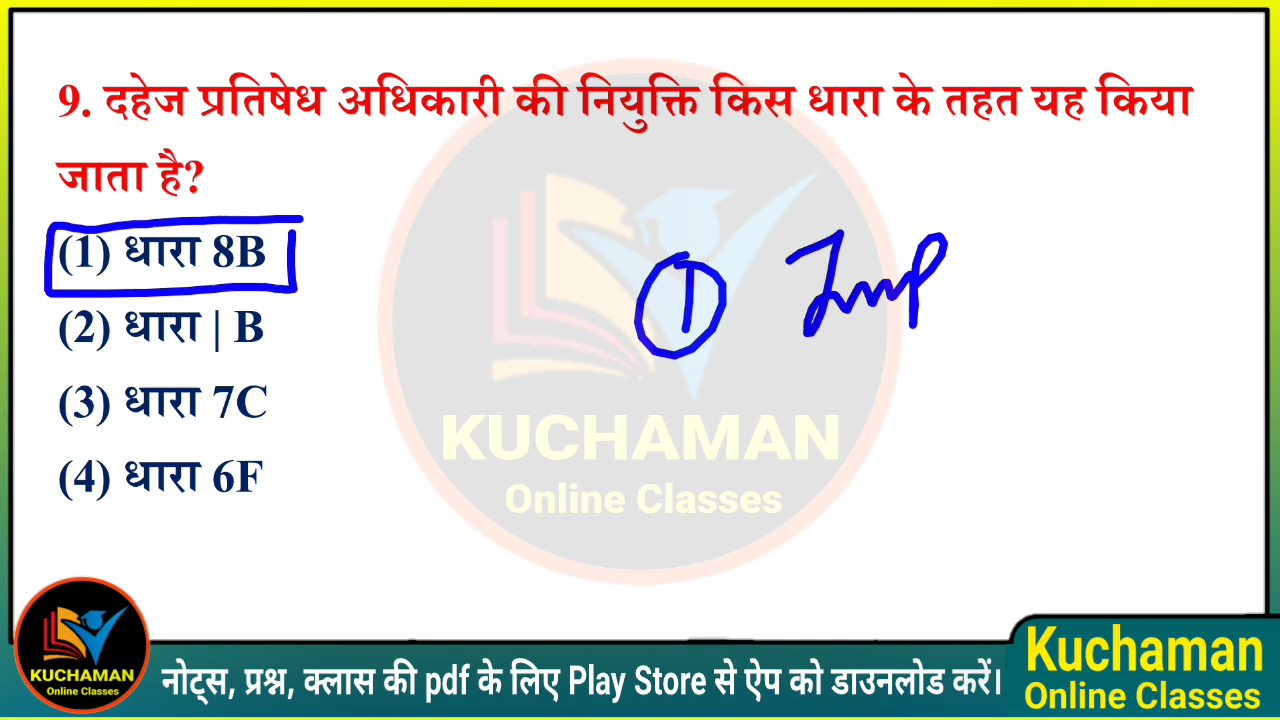 9. दहेज प्रतिषेध अधिकारी की नियुक्ति किस धारा के तहत यह किया
जाता है?
(1) धारा 8B
(2) धारा | B
(3) धारा 7C
(4) धारा 6F
① Imp
KUCHAMAN
Online Classes
KUCHAMAN
Online Classes
नोट्स, प्रश्न, क्लास की pdf के लिए Play Store से ऐप को डाउनलोड करें।
Kuchaman
Online Classes